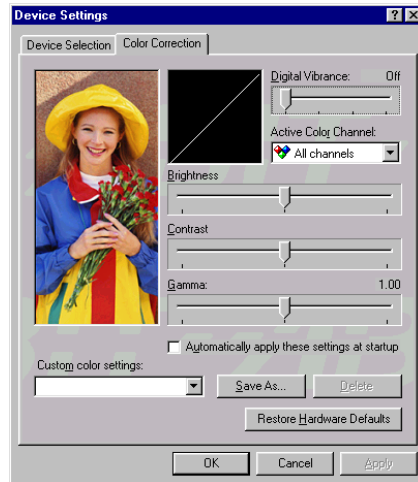 Device Settings
Device Selection
Color Correction
Digital Vibrance: Off
Active Color Channel:
All channels
Brightness
Contrast
Gamma: 1.00
Automatically apply these settings at startup
Custom color settings:
Save As...
Delete
Restore Hardware Defaults
OK
Cancel
Apply